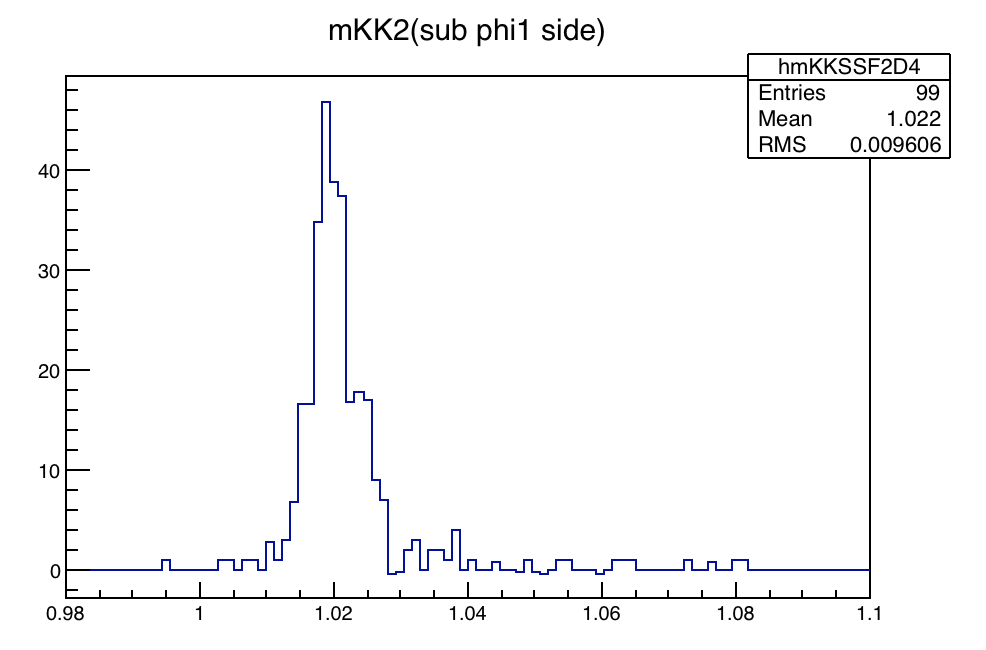 mKK2(sub phi1 side)
hmKKSSF2D4
Entries 99
Mean 1.022
RMS 0.009606
40
30
20
10
0
0.98 1 1.02 1.04 1.06 1.08 1.1